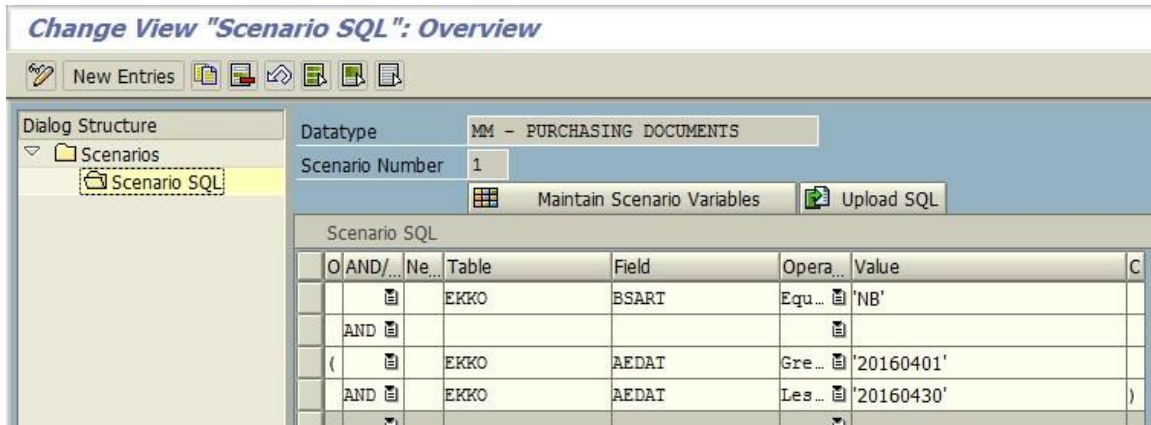 Change View "Scenario SQL": Overview
New Entries
Dialog Structure
Scenarios
Scenario SQL
Datatype MM - PURCHASING DOCUMENTS
Scenario Number 1
Maintain Scenario Variables Upload SQL
Scenario SQL
O AND/... Ne... Table Field Opera... Value C
EKKO BSART Equ... 'NB'
AND
( EKKO AEDAT Gre... '20160401'
AND EKKO AEDAT Les... '20160430' )